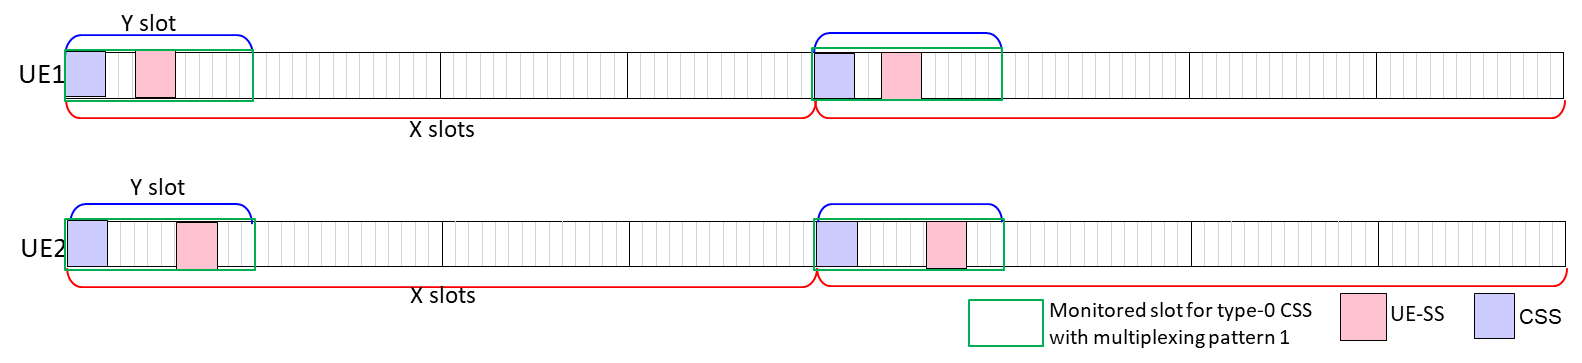 Y slot
UE1
X slots
Y slot
UE2
X slots
Monitored slot for type-0 CSS
with multiplexing pattern 1
UE-SS
CSS